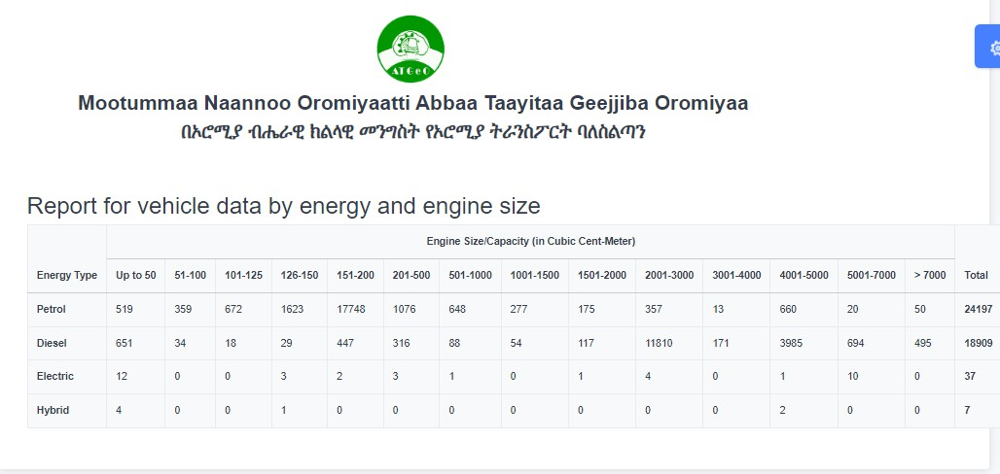 ATGeO
Mootummaa Naannoo Oromiyaatti Abbaa Taayitaa Geejjiba Oromiyaa
በኦሮሚያ ብሔራዊ ክልላዊ መንግስት የኦሮሚያ ትራንስፖርት ባለስልጣን
Report for vehicle data by energy and engine size
Engine Size/Capacity (in Cubic Cent-Meter)
Energy Type Up to 50 51-100 101-125 126-150 151-200 201-500 501-1000 1001-1500 1501-2000 2001-3000 3001-4000 4001-5000 5001-7000 > 7000 Total
Petrol 519 359 672 1623 17748 1076 648 277 175 357 13 660 20 50 24197
Diesel 651 34 18 29 447 316 88 54 117 11810 171 3985 694 495 18909
Electric 12 0 0 3 2 3 1 0 1 4 0 1 10 0 37
Hybrid 4 0 0 1 0 0 0 0 0 0 0 2 0 0 7